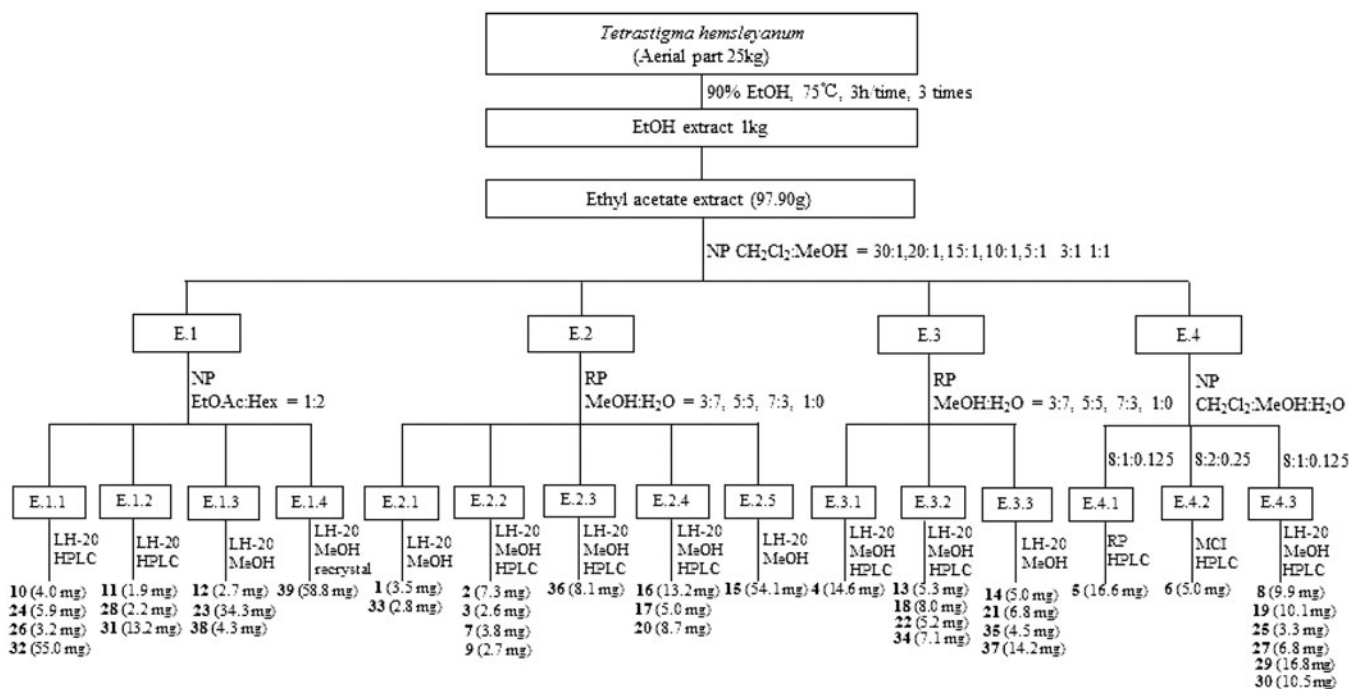 Tetrastigma hemsleyanum
(Aerial part 25kg)
90% EtOH, 75℃, 3h/time, 3 times
EtOH extract 1kg
Ethyl acetate extract (97.90g)
NP CH₂Cl₂:MeOH = 30:1,20:1,15:1,10:1,5:1 3:1 1:1
E.1
E.2
E.3
E.4
NP
EtOAc:Hex = 1:2
RP
MeOH:H₂O = 3:7, 5:5, 7:3, 1:0
RP
MeOH:H₂O = 3:7, 5:5, 7:3, 1:0
NP
CH₂Cl₂:MeOH:H₂O
8:1:0.125
8:2:0.25
8:1:0.125
E.1.1
LH-20
HPLC
10 (4.0 mg)
24 (5.9 mg)
26 (3.2 mg)
32 (55.0 mg)
E.1.2
LH-20
HPLC
11 (1.9 mg)
28 (2.2 mg)
31 (13.2 mg)
E.1.3
LH-20
MeOH
12 (2.7 mg)
23 (34.3 mg)
38 (4.3 mg)
E.1.4
LH-20
MeOH
recrystal
39 (58.8 mg)
E.2.1
LH-20
MeOH
1 (3.5 mg)
33 (2.8 mg)
E.2.2
LH-20
MeOH
HPLC
2 (7.3 mg)
3 (2.6 mg)
7 (3.8 mg)
9 (2.7 mg)
E.2.3
LH-20
MeOH
HPLC
36 (8.1 mg)
E.2.4
LH-20
MeOH
HPLC
16 (13.2 mg)
17 (5.0 mg)
20 (8.7 mg)
E.2.5
LH-20
MeOH
15 (54.1 mg)
E.3.1
LH-20
MeOH
HPLC
4 (14.6 mg)
E.3.2
LH-20
MeOH
HPLC
13 (5.3 mg)
18 (8.0 mg)
22 (5.2 mg)
34 (7.1 mg)
E.3.3
LH-20
MeOH
14 (5.0 mg)
21 (6.8 mg)
35 (4.5 mg)
37 (14.2 mg)
E.4.1
RP
HPLC
5 (16.6 mg)
E.4.2
MCI
HPLC
6 (5.0 mg)
E.4.3
LH-20
MeOH
HPLC
8 (9.9 mg)
19 (10.1 mg)
25 (3.3 mg)
27 (6.8 mg)
29 (16.8 mg)
30 (10.5 mg)